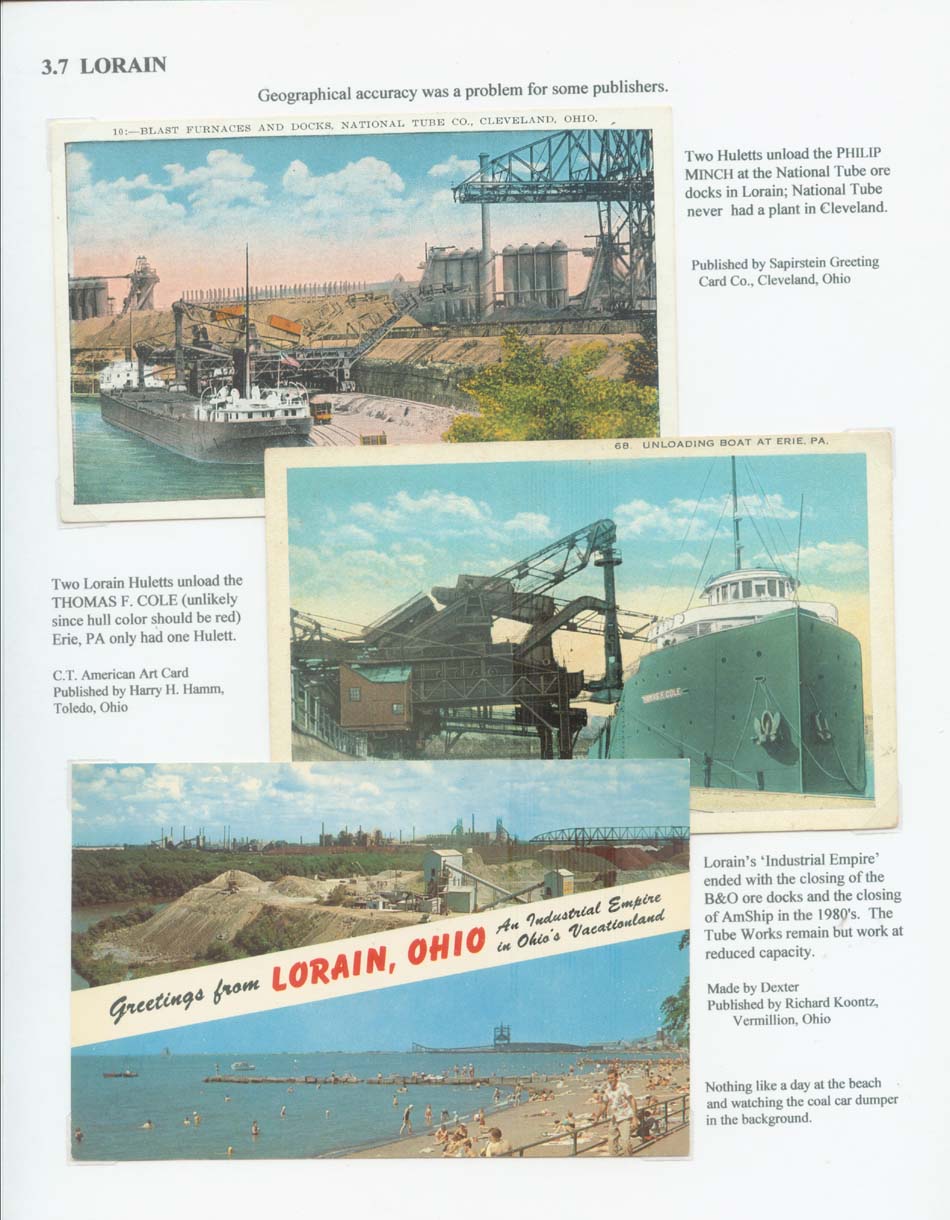 3.7 LORAIN
Geographical accuracy was a problem for some publishers.
10:—BLAST FURNACES AND DOCKS, NATIONAL TUBE CO., CLEVELAND, OHIO.
Two Huletts unload the PHILIP
MINCH at the National Tube ore
docks in Lorain; National Tube
never had a plant in Cleveland.
Published by Sapirstein Greeting
Card Co., Cleveland, Ohio
68. UNLOADING BOAT AT ERIE, PA.
THOMAS F. COLE
Two Lorain Huletts unload the
THOMAS F. COLE (unlikely
since hull color should be red)
Erie, PA only had one Hulett.
C.T. American Art Card
Published by Harry H. Hamm,
Toledo, Ohio
Greetings from LORAIN, OHIO An Industrial Empire
in Ohio's Vacationland
Lorain's 'Industrial Empire'
ended with the closing of the
B&O ore docks and the closing
of AmShip in the 1980's. The
Tube Works remain but work at
reduced capacity.
Made by Dexter
Published by Richard Koontz,
Vermillion, Ohio
Nothing like a day at the beach
and watching the coal car dumper
in the background.